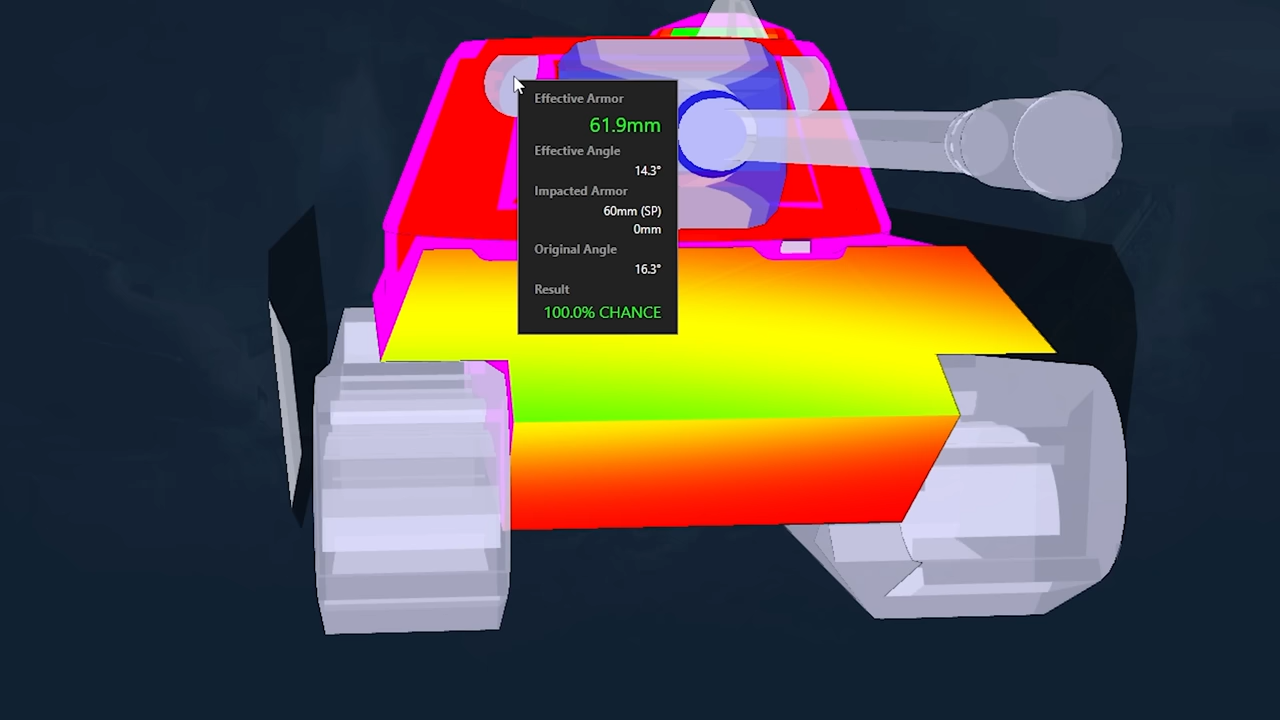 Effective Armor
61.9mm
Effective Angle
14.3°
Impacted Armor
60mm (SP)
0mm
Original Angle
16.3°
Result
100.0% CHANCE